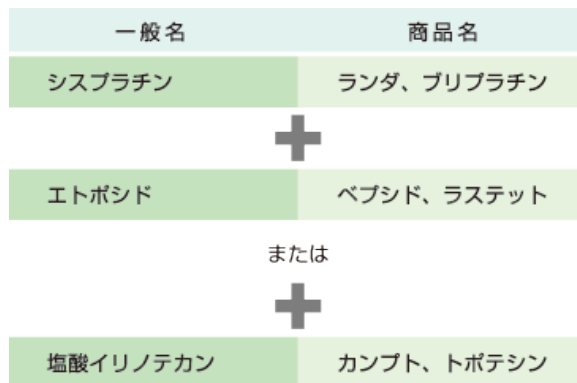 一般名 商品名
シスプラチン ランダ、ブリプラチン
＋
エトポシド ベプシド、ラステット
または
＋
塩酸イリノテカン カンプト、トポテシン